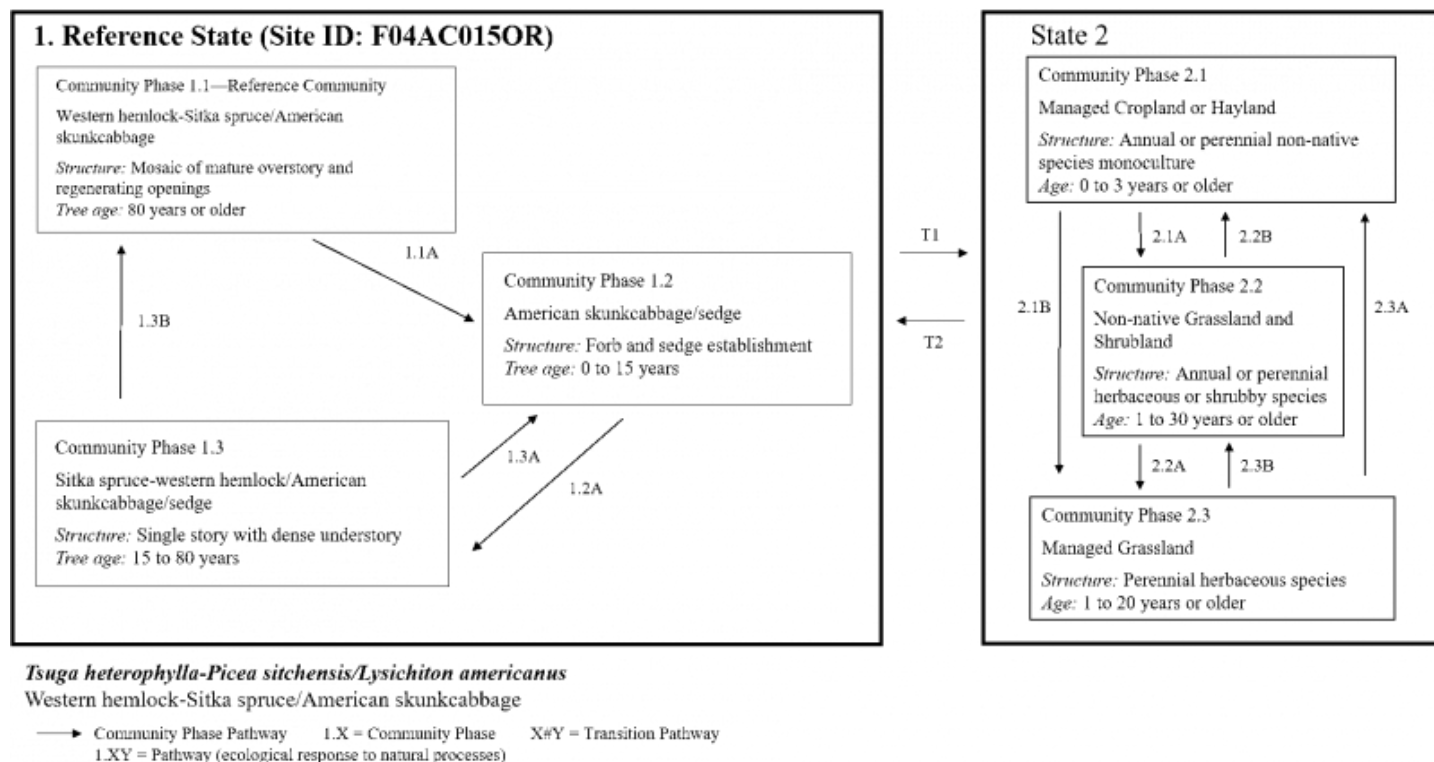 1. Reference State (Site ID: F04AC015OR)
Community Phase 1.1—Reference Community
Western hemlock-Sitka spruce/American
skunkcabbage
Structure: Mosaic of mature overstory and
regenerating openings
Tree age: 80 years or older
1.1A
1.3B
Community Phase 1.2
American skunkcabbage/sedge
Structure: Forb and sedge establishment
Tree age: 0 to 15 years
Community Phase 1.3
Sitka spruce-western hemlock/American
skunkcabbage/sedge
Structure: Single story with dense understory
Tree age: 15 to 80 years
1.3A
1.2A
T1
T2
State 2
Community Phase 2.1
Managed Cropland or Hayland
Structure: Annual or perennial non-native
species monoculture
Age: 0 to 3 years or older
2.1A
2.2B
2.1B
2.3A
Community Phase 2.2
Non-native Grassland and
Shrubland
Structure: Annual or perennial
herbaceous or shrubby species
Age: 1 to 30 years or older
2.2A
2.3B
Community Phase 2.3
Managed Grassland
Structure: Perennial herbaceous species
Age: 1 to 20 years or older
Tsuga heterophylla-Picea sitchensis/Lysichiton americanus
Western hemlock-Sitka spruce/American skunkcabbage
Community Phase Pathway 1.X = Community Phase X#Y = Transition Pathway
1.XY = Pathway (ecological response to natural processes)